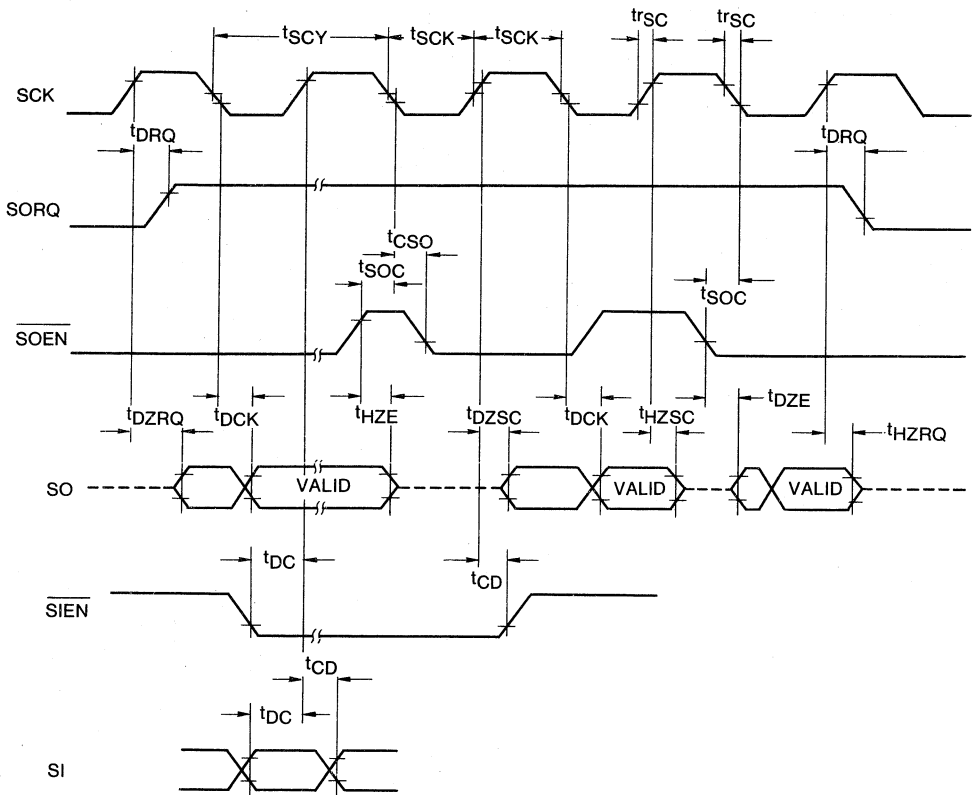 tSCY tSCK tSCK trSC trSC
SCK
tDRQ tDRQ
SORQ
tCSO
tSOC tSOC
SOEN
tDZRQ tDCK tHZE tDZSC tDCK tHZSC tDZE
tHZRQ
SO VALID VALID VALID
tDC tCD
SIEN
tCD
tDC
SI